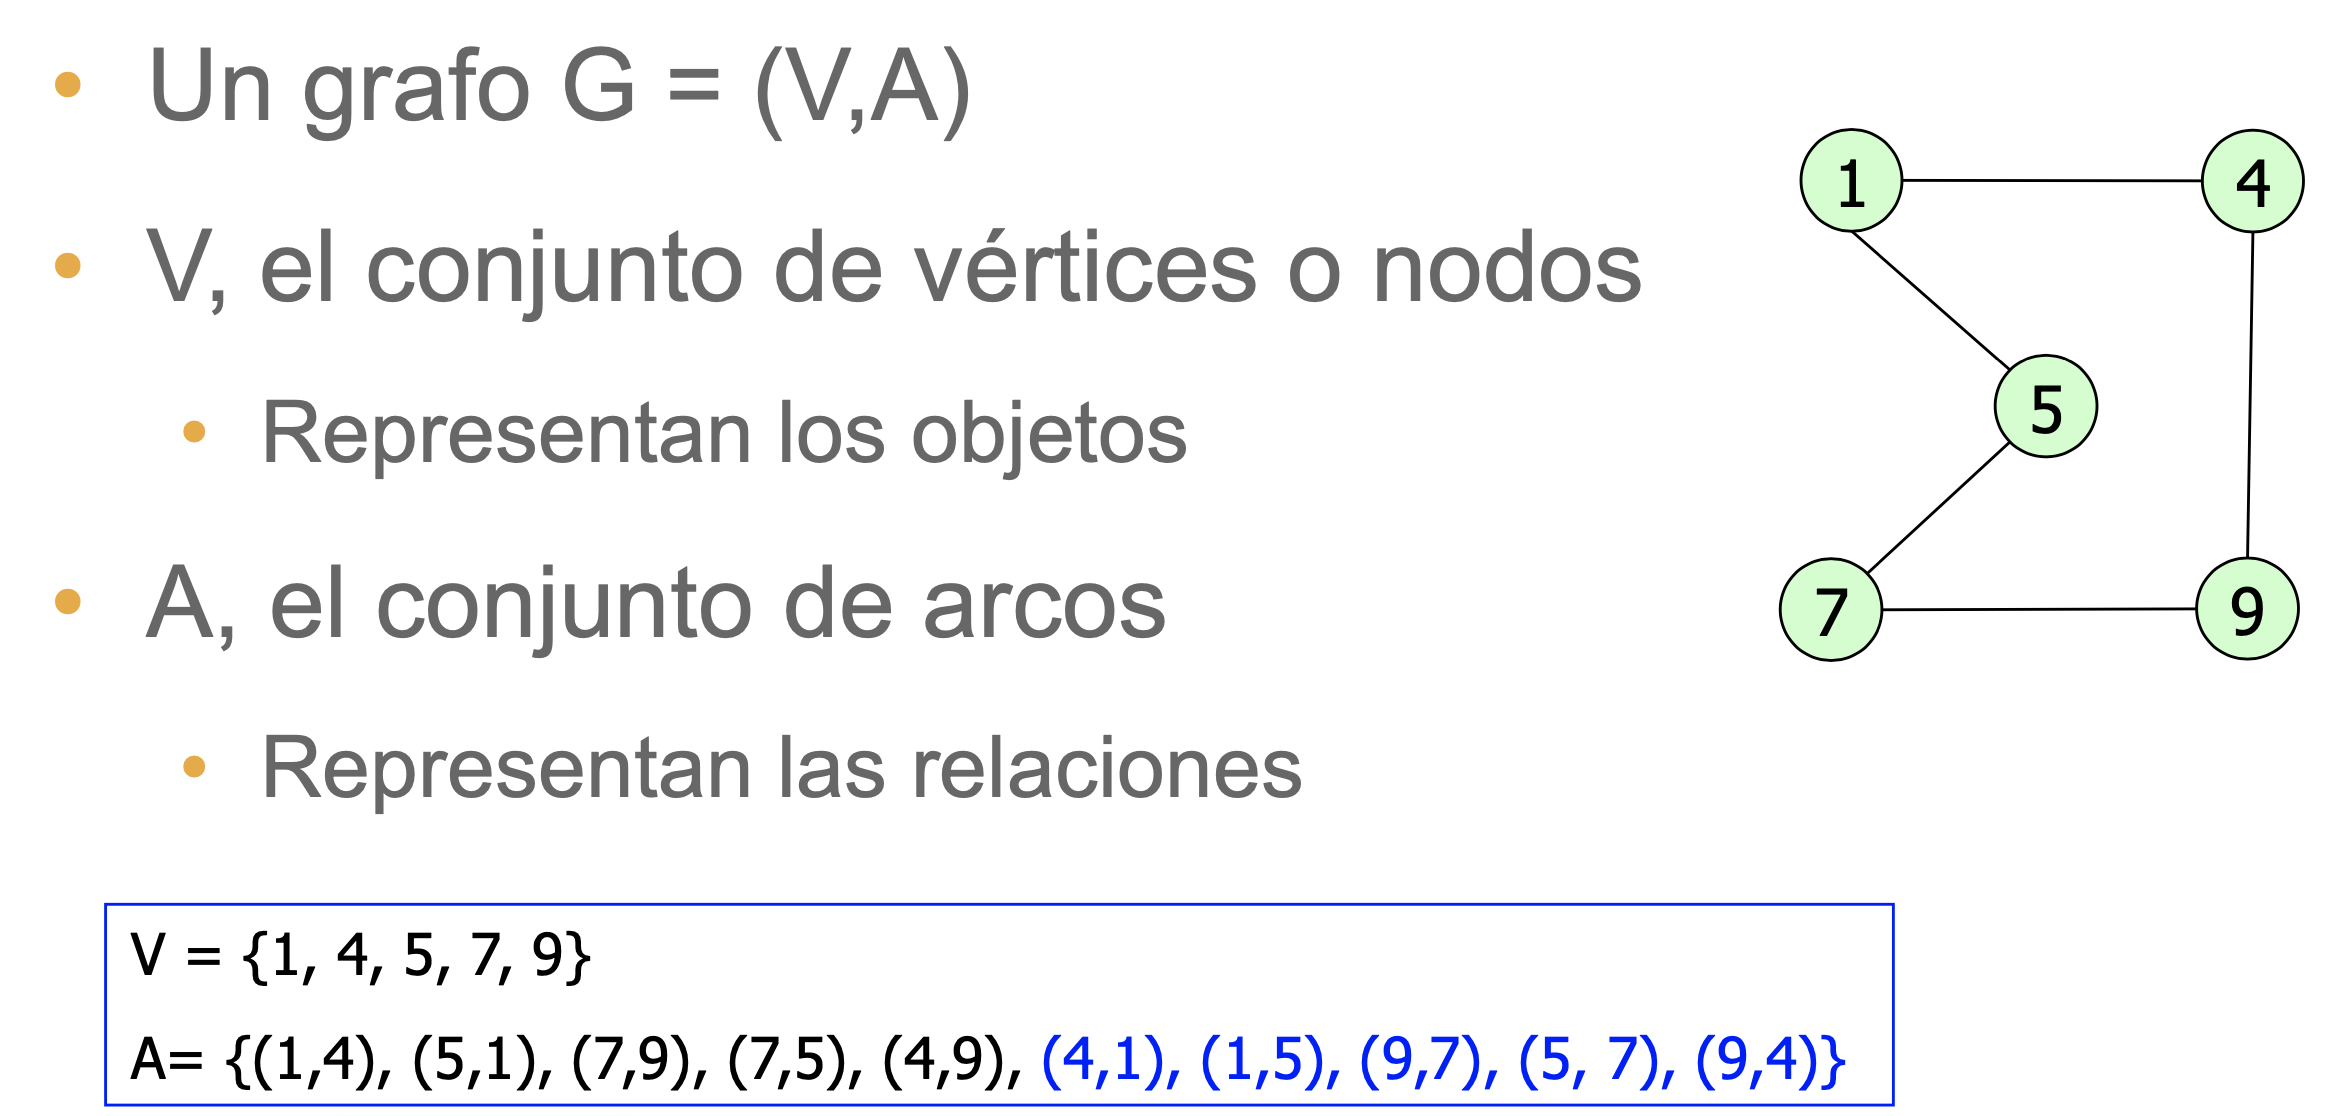 • Un grafo G = (V,A)
• V, el conjunto de vértices o nodos
• Representan los objetos
• A, el conjunto de arcos
• Representan las relaciones
1
4
5
7
9
V = {1, 4, 5, 7, 9}
A= {(1,4), (5,1), (7,9), (7,5), (4,9), (4,1), (1,5), (9,7), (5, 7), (9,4)}